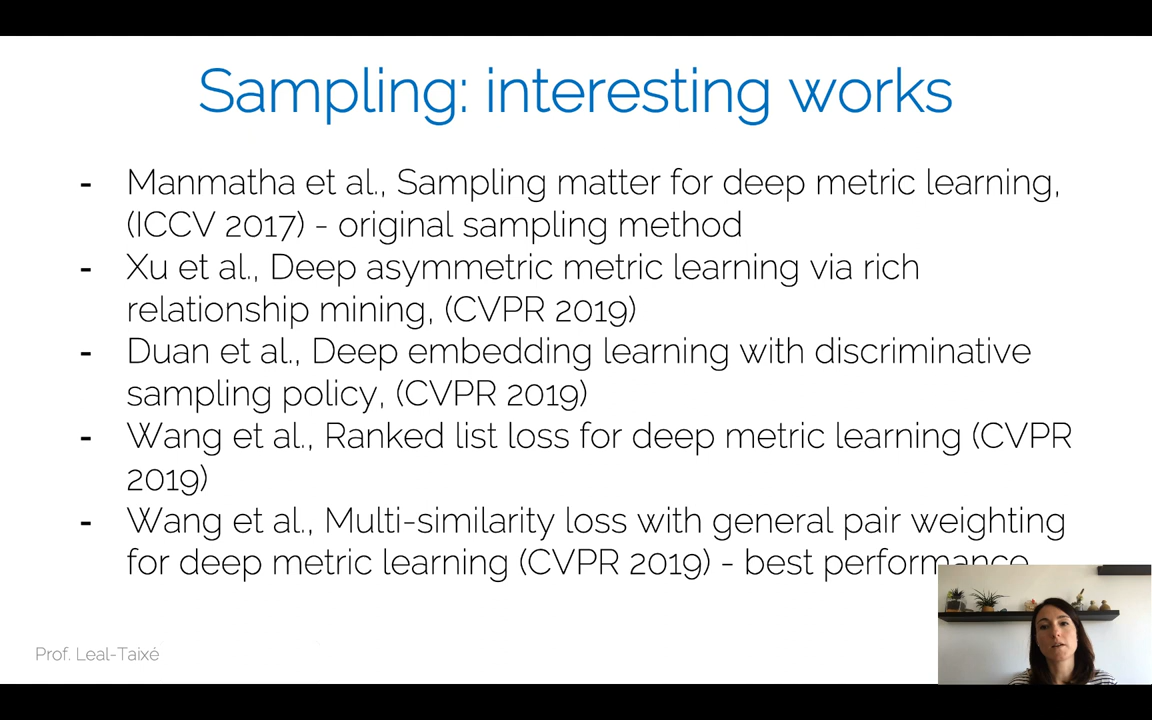 Sampling: interesting works
- Manmatha et al., Sampling matter for deep metric learning,
(ICCV 2017) - original sampling method
- Xu et al., Deep asymmetric metric learning via rich
relationship mining, (CVPR 2019)
- Duan et al., Deep embedding learning with discriminative
sampling policy, (CVPR 2019)
- Wang et al., Ranked list loss for deep metric learning (CVPR
2019)
- Wang et al., Multi-similarity loss with general pair weighting
for deep metric learning (CVPR 2019) - best performance
Prof. Leal-Taixé